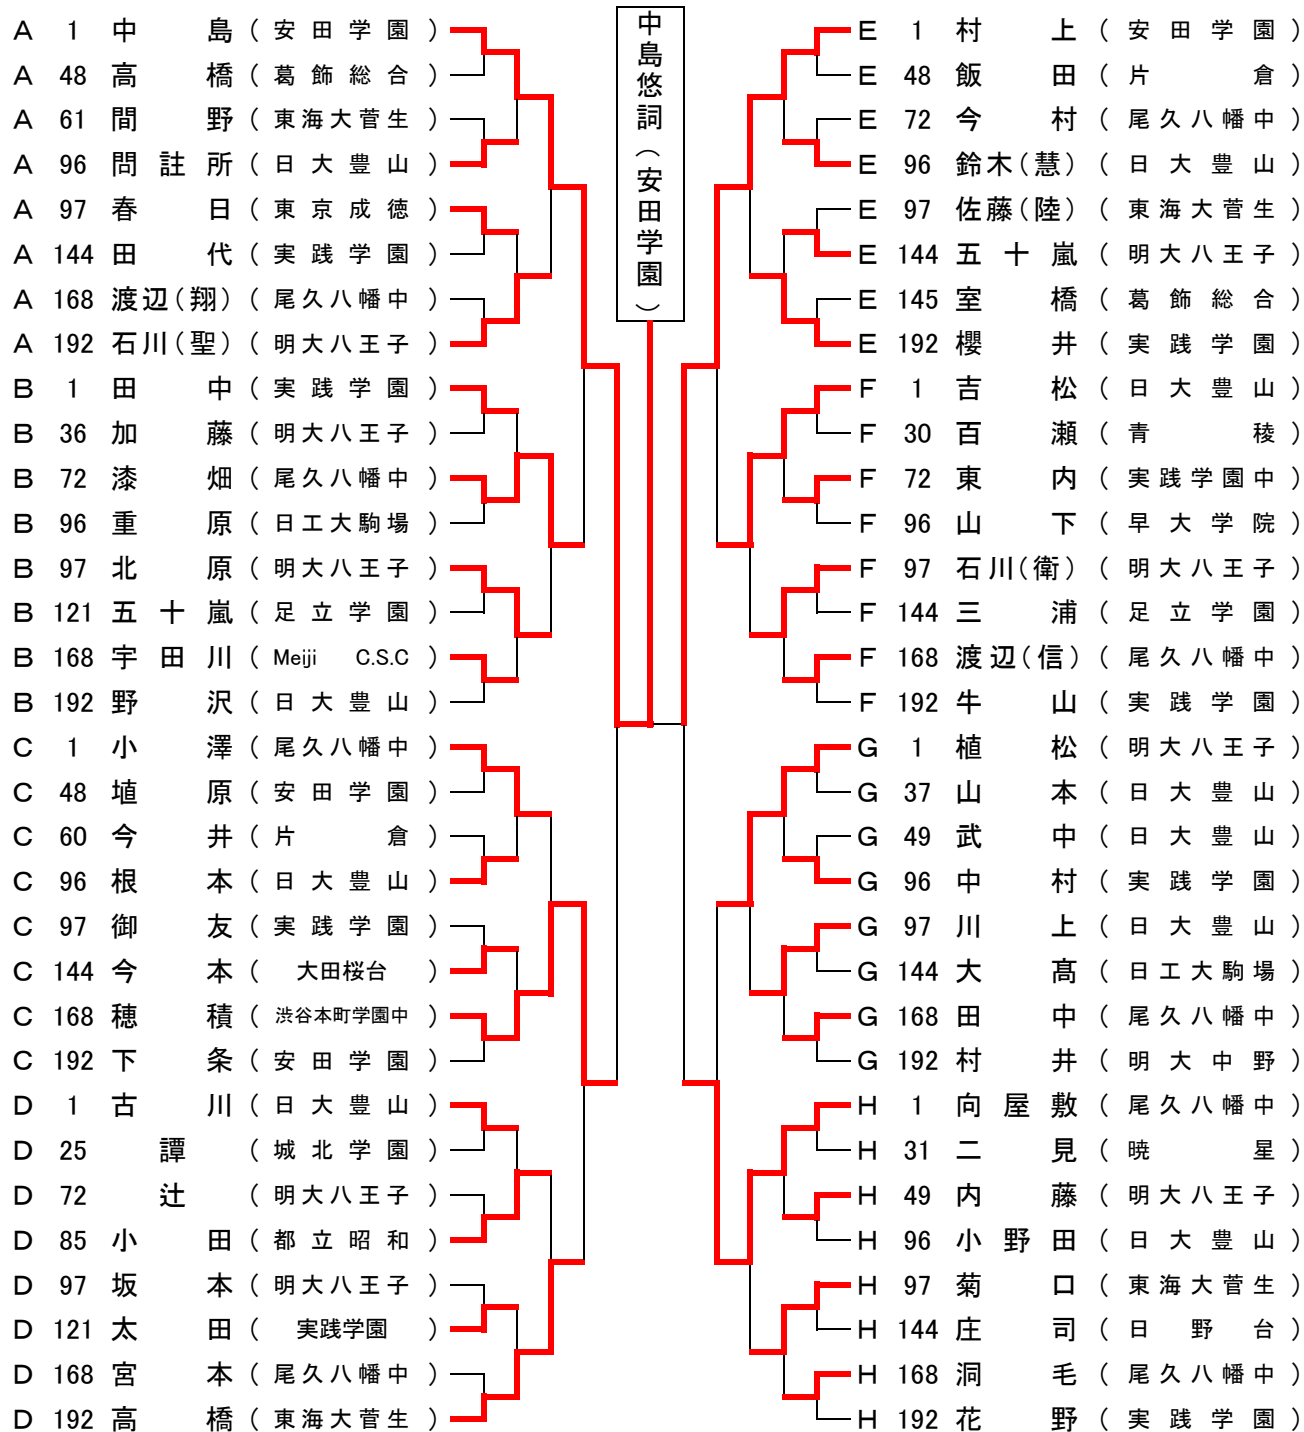 中島悠詞（安田学園）
A 1 中島（安田学園）
A 48 高橋（葛飾総合）
A 61 間野（東海大菅生）
A 96 問註所（日大豊山）
A 97 春日（東京成徳）
A 144 田代（実践学園）
A 168 渡辺(翔)（尾久八幡中）
A 192 石川(聖)（明大八王子）
B 1 田中（実践学園）
B 36 加藤（明大八王子）
B 72 漆畑（尾久八幡中）
B 96 重原（日工大駒場）
B 97 北原（明大八王子）
B 121 五十嵐（足立学園）
B 168 宇田川（Meiji C.S.C）
B 192 野沢（日大豊山）
C 1 小澤（尾久八幡中）
C 48 埴原（安田学園）
C 60 今井（片倉）
C 96 根本（日大豊山）
C 97 御友（実践学園）
C 144 今本（大田桜台）
C 168 穂積（渋谷本町学園中）
C 192 下条（安田学園）
D 1 古川（日大豊山）
D 25 譚（城北学園）
D 72 辻（明大八王子）
D 85 小田（都立昭和）
D 97 坂本（明大八王子）
D 121 太田（実践学園）
D 168 宮本（尾久八幡中）
D 192 高橋（東海大菅生）
E 1 村上（安田学園）
E 48 飯田（片倉）
E 72 今村（尾久八幡中）
E 96 鈴木(慧)（日大豊山）
E 97 佐藤(陸)（東海大菅生）
E 144 五十嵐（明大八王子）
E 145 室橋（葛飾総合）
E 192 櫻井（実践学園）
F 1 吉松（日大豊山）
F 30 百瀬（青稜）
F 72 東内（実践学園中）
F 96 山下（早大学院）
F 97 石川(衛)（明大八王子）
F 144 三浦（足立学園）
F 168 渡辺(信)（尾久八幡中）
F 192 牛山（実践学園）
G 1 植松（明大八王子）
G 37 山本（日大豊山）
G 49 武中（日大豊山）
G 96 中村（実践学園）
G 97 川上（日大豊山）
G 144 大髙（日工大駒場）
G 168 田中（尾久八幡中）
G 192 村井（明大中野）
H 1 向屋敷（尾久八幡中）
H 31 二見（暁星）
H 49 内藤（明大八王子）
H 96 小野田（日大豊山）
H 97 菊口（東海大菅生）
H 144 庄司（日野台）
H 168 洞毛（尾久八幡中）
H 192 花野（実践学園）